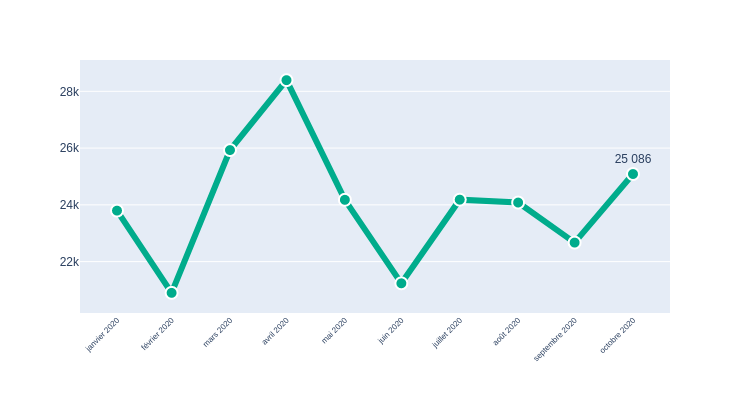 28k
26k
25 086
24k
22k
janvier 2020
février 2020
mars 2020
avril 2020
mai 2020
juin 2020
juillet 2020
août 2020
septembre 2020
octobre 2020